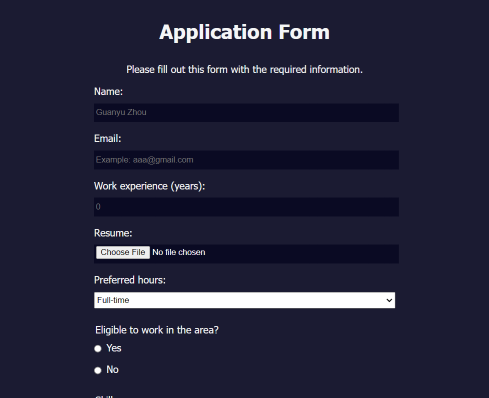 Application Form
Please fill out this form with the required information.
Name:
Guanyu Zhou
Email:
Example: aaa@gmail.com
Work experience (years):
0
Resume:
Choose File No file chosen
Preferred hours:
Full-time
Eligible to work in the area?
Yes
No